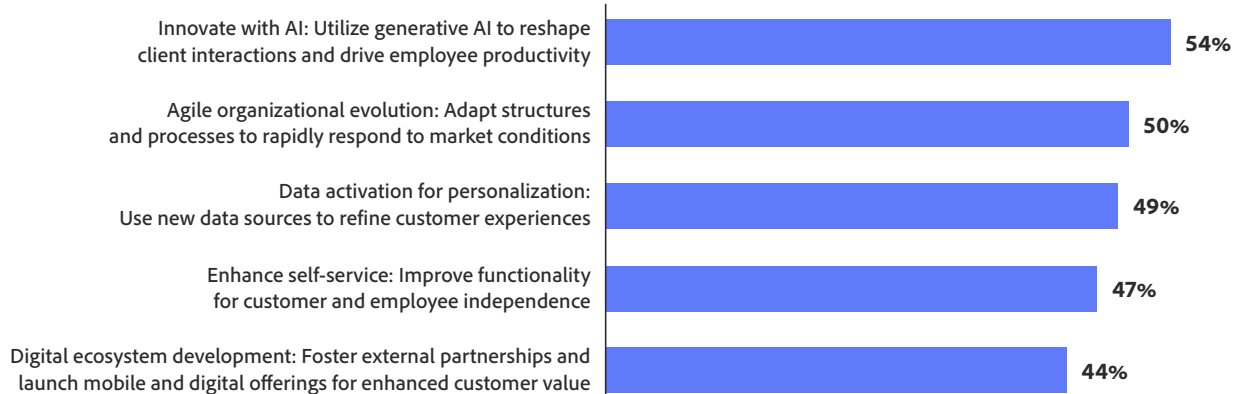 Innovate with AI: Utilize generative AI to reshape
client interactions and drive employee productivity
54%
Agile organizational evolution: Adapt structures
and processes to rapidly respond to market conditions
50%
Data activation for personalization:
Use new data sources to refine customer experiences
49%
Enhance self-service: Improve functionality
for customer and employee independence
47%
Digital ecosystem development: Foster external partnerships and
launch mobile and digital offerings for enhanced customer value
44%